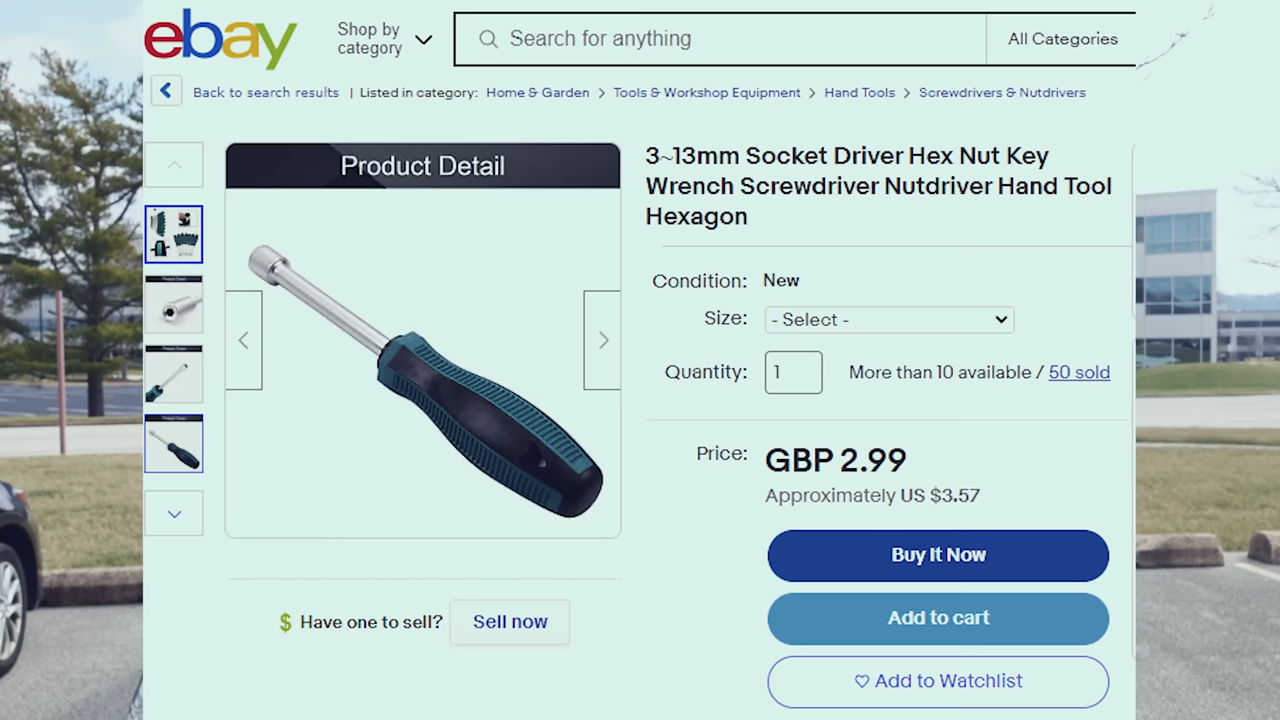 ebay
Shop by
category
Search for anything
All Categories
Back to search results | Listed in category: Home & Garden > Tools & Workshop Equipment > Hand Tools > Screwdrivers & Nutdrivers
Product Detail
3~13mm Socket Driver Hex Nut Key
Wrench Screwdriver Nutdriver Hand Tool
Hexagon
Condition: New
Size: - Select -
Quantity: 1 More than 10 available / 50 sold
Price: GBP 2.99
Approximately US $3.57
Buy It Now
Add to cart
Add to Watchlist
$ Have one to sell? Sell now